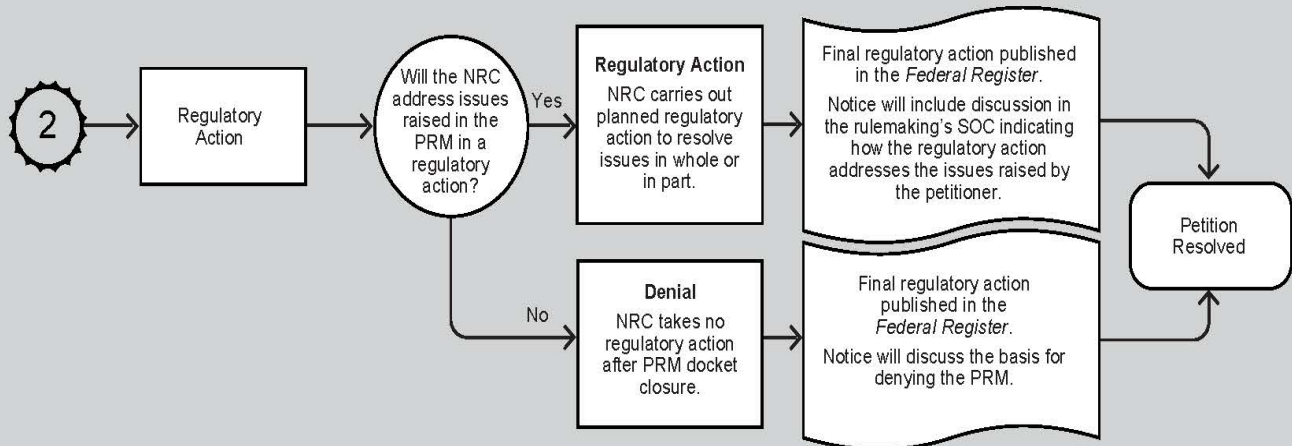 2
Regulatory
Action
Will the NRC
address issues
raised in the
PRM in a
regulatory
action?
Yes
Regulatory Action
NRC carries out
planned regulatory
action to resolve
issues in whole or
in part.
Final regulatory action published
in the Federal Register.
Notice will include discussion in
the rulemaking's SOC indicating
how the regulatory action
addresses the issues raised by
the petitioner.
No
Denial
NRC takes no
regulatory action
after PRM docket
closure.
Final regulatory action
published in the
Federal Register.
Notice will discuss the basis for
denying the PRM.
Petition
Resolved